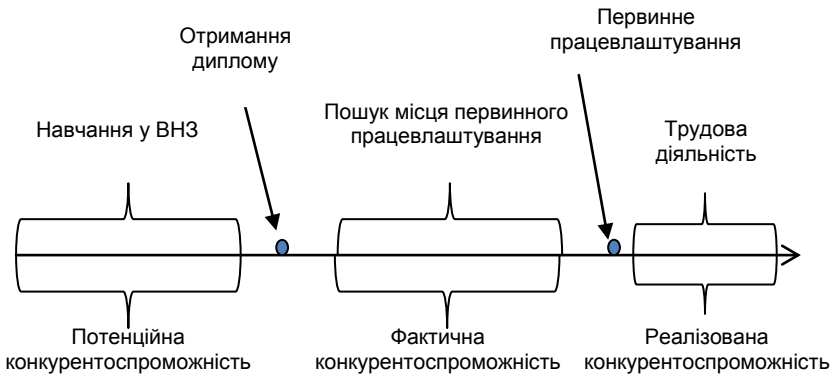 Отримання
диплому
Первинне
працевлаштування
Навчання у ВНЗ
Пошук місця первинного
працевлаштування
Трудова
діяльність
Потенційна
конкурентоспроможність
Фактична
конкурентоспроможність
Реалізована
конкурентоспроможність